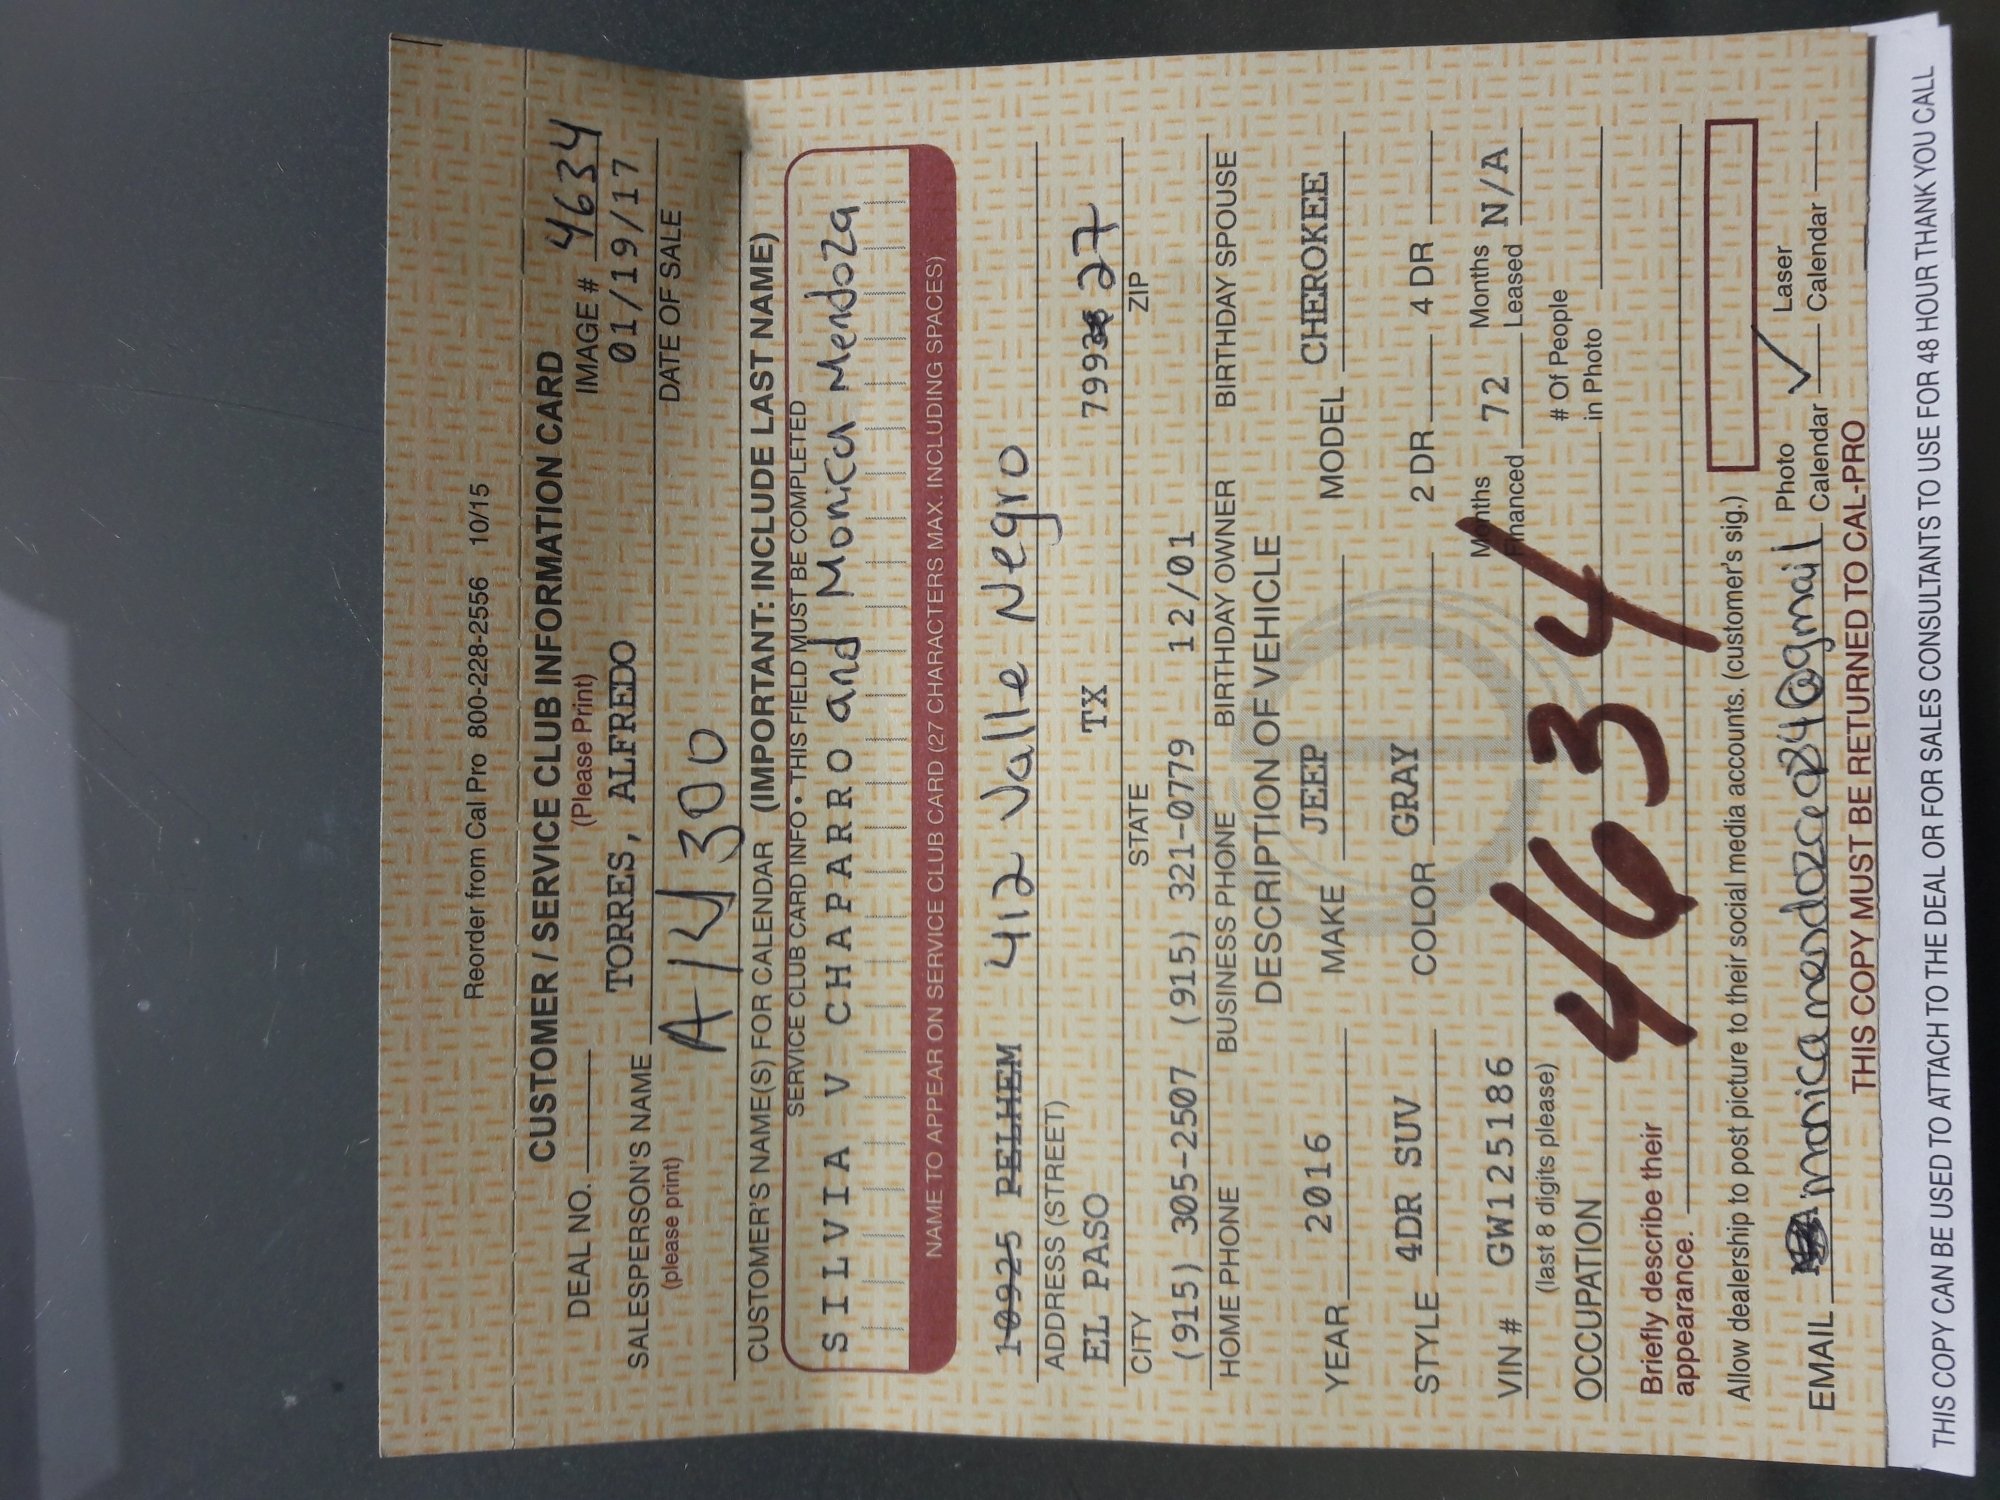 Reorder from Cal Pro 800-228-2556 10/15
CUSTOMER / SERVICE CLUB INFORMATION CARD
(Please Print)
DEAL NO. IMAGE # 4634
SALESPERSON'S NAME TORRES, ALFREDO 01/19/17
(please print) DATE OF SALE
300
CUSTOMER'S NAME(S) FOR CALENDAR (IMPORTANT: INCLUDE LAST NAME)
SERVICE CLUB CARD INFO • THIS FIELD MUST BE COMPLETED
SILVIA V CHAPARRO and Monica Mendoza
NAME TO APPEAR ON SERVICE CLUB CARD (27 CHARACTERS MAX. INCLUDING SPACES)
10925 PELHEM 412 Valle Negro
ADDRESS (STREET)
EL PASO TX 799 27
CITY STATE ZIP
(915) 305-2507 (915) 321-0779 12/01
HOME PHONE BUSINESS PHONE BIRTHDAY OWNER BIRTHDAY SPOUSE
DESCRIPTION OF VEHICLE
YEAR 2016 MAKE JEEP MODEL CHEROKEE
STYLE 4DR SUV COLOR GRAY 2 DR 4 DR
VIN # GW125186 Months Financed 72 Months Leased N/A
(last 8 digits please)
OCCUPATION # Of People in Photo
4634
Briefly describe their
appearance.
Allow dealership to post picture to their social media accounts. (customer's sig.)
EMAIL Photo Calendar ✓ Laser Calendar
THIS COPY MUST BE RETURNED TO CAL-PRO
THIS COPY CAN BE USED TO ATTACH TO THE DEAL OR FOR SALES CONSULTANTS TO USE FOR 48 HOUR THANK YOU CALL